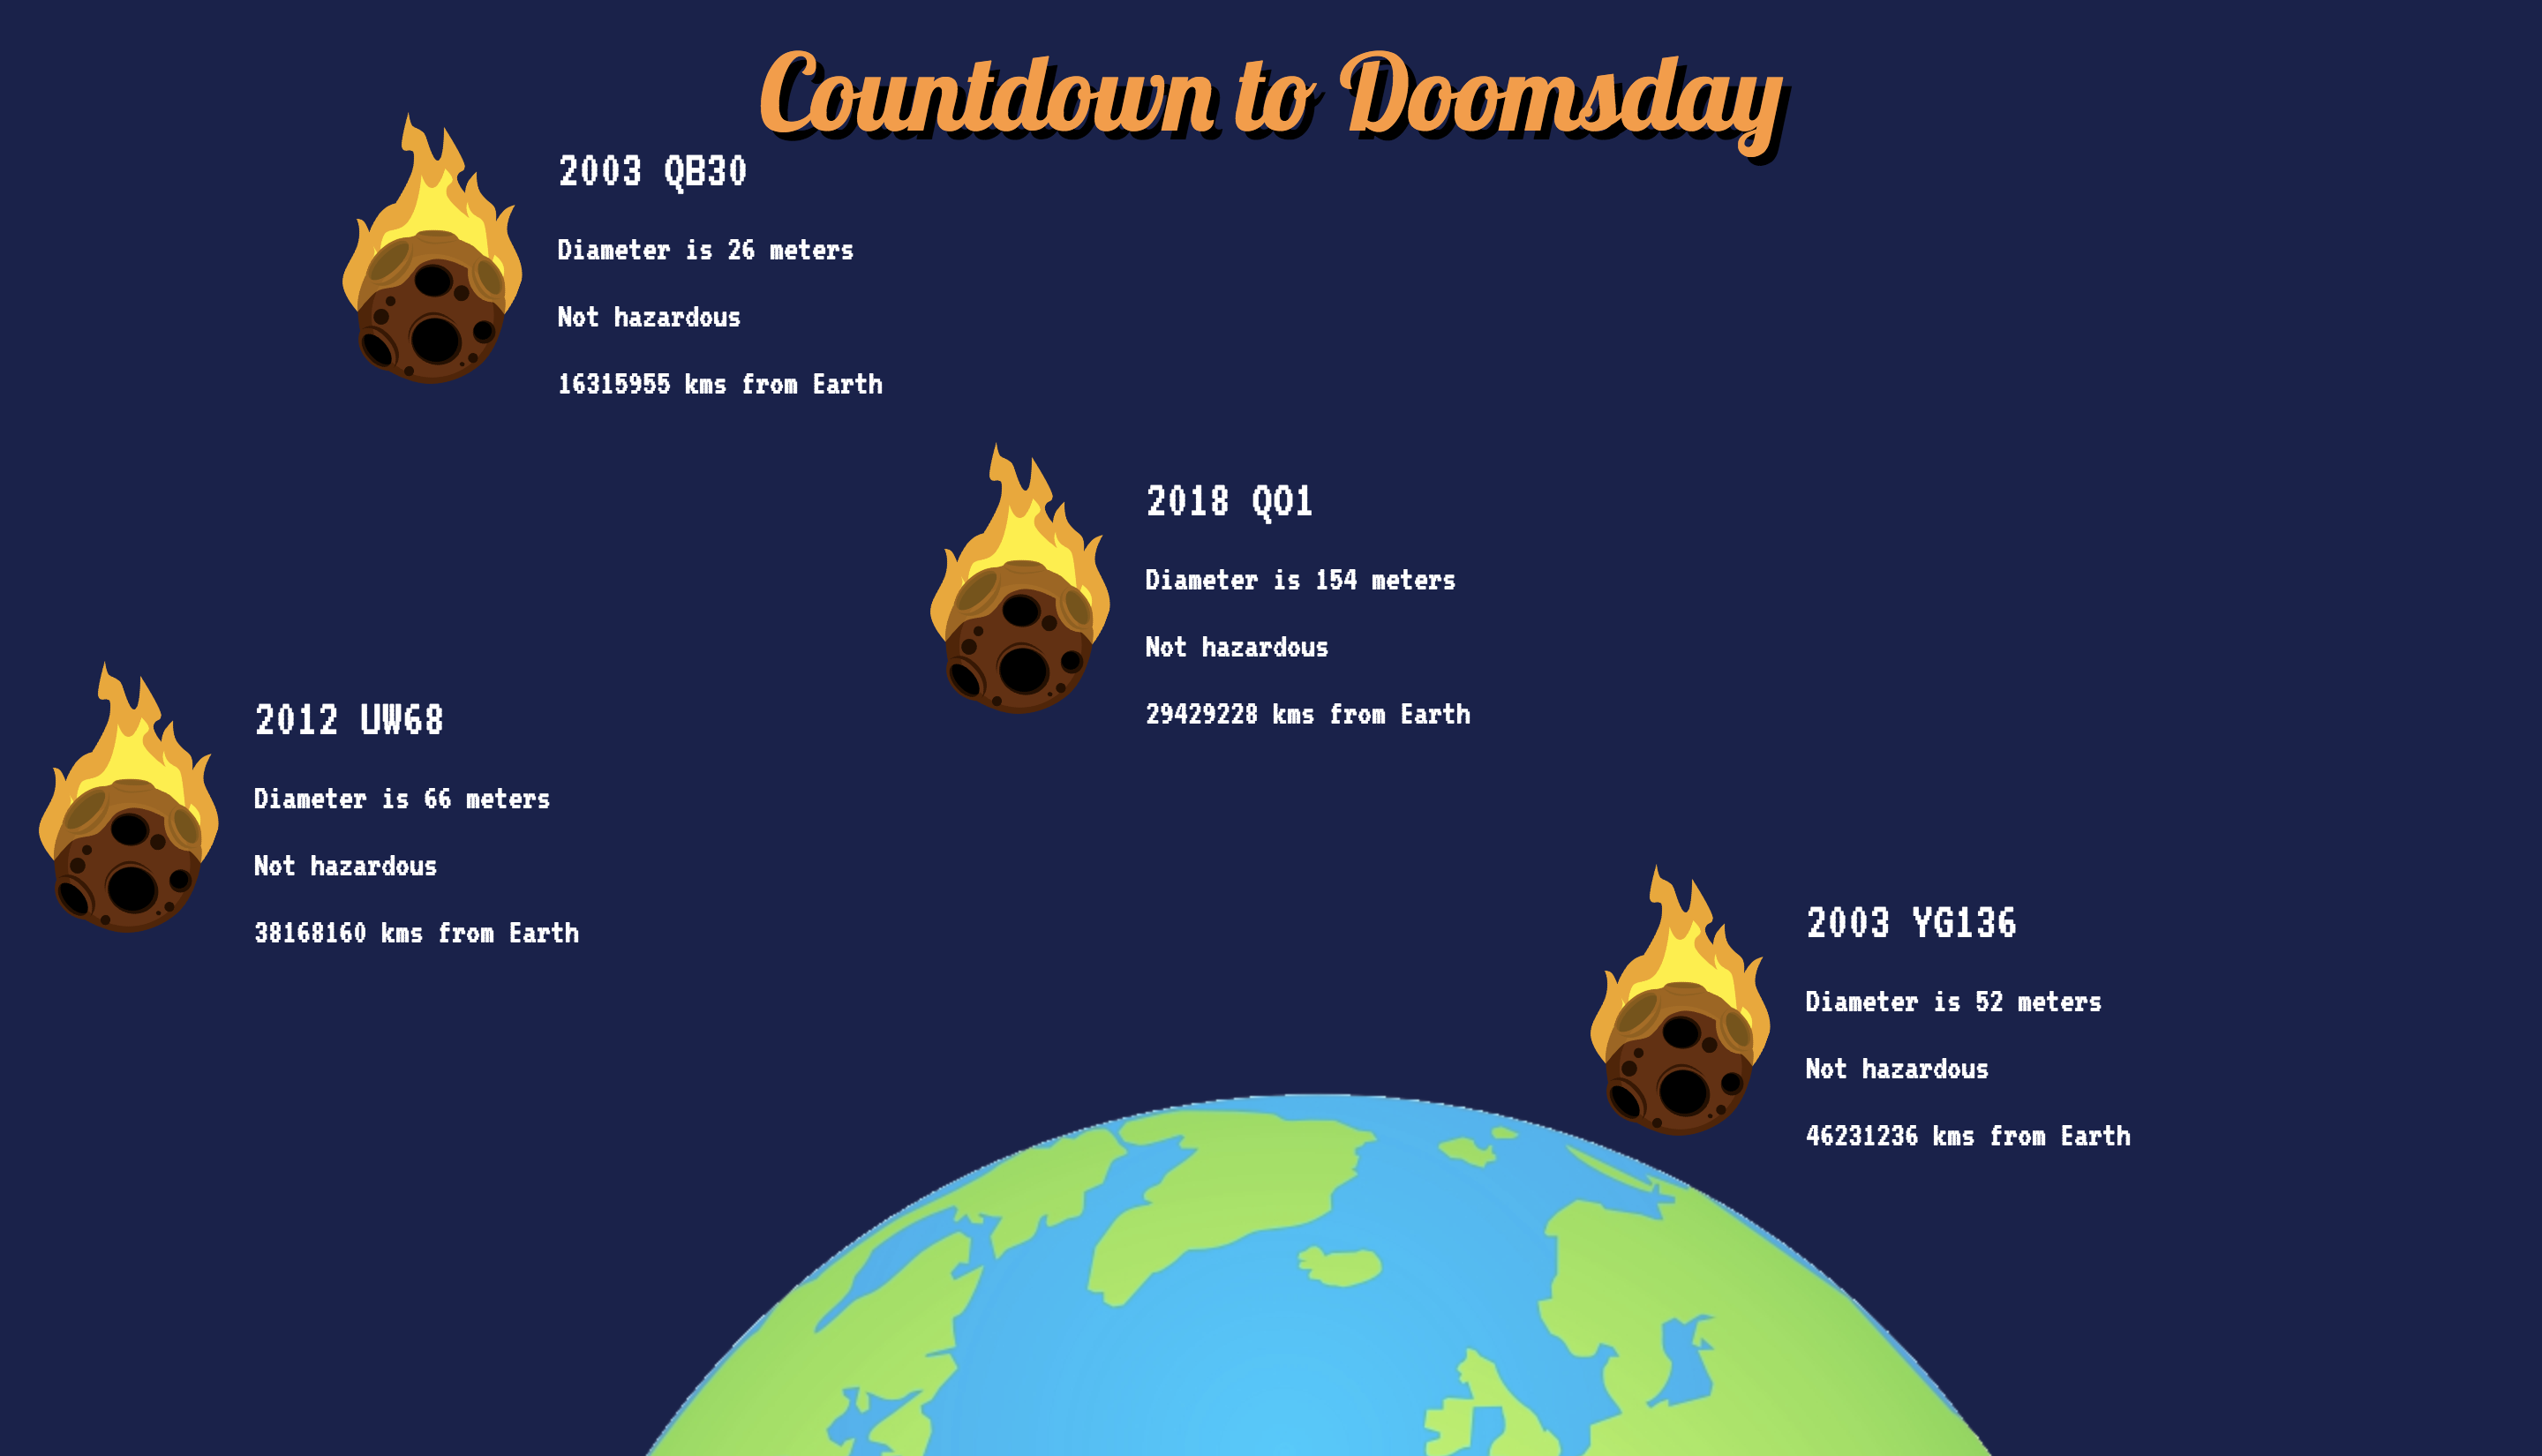 Countdown to Doomsday
2003 QB30
Diameter is 26 meters
Not hazardous
16315955 kms from Earth
2018 QO1
Diameter is 154 meters
Not hazardous
29429228 kms from Earth
2012 UW68
Diameter is 66 meters
Not hazardous
38168160 kms from Earth
2003 YG136
Diameter is 52 meters
Not hazardous
46231236 kms from Earth